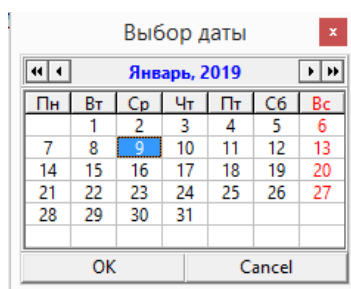 Выбор даты x
Январь, 2019
Пн Вт Ср Чт Пт Сб Вс
1 2 3 4 5 6
7 8 9 10 11 12 13
14 15 16 17 18 19 20
21 22 23 24 25 26 27
28 29 30 31
OK Cancel